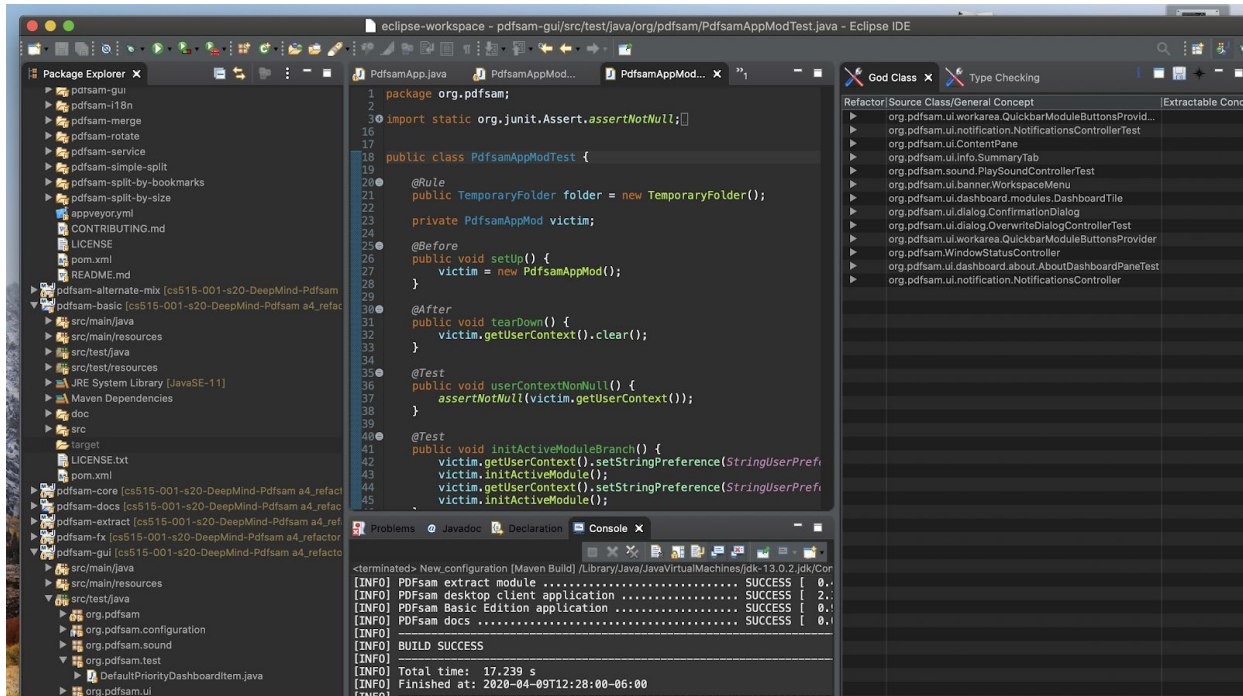 eclipse-workspace - pdfsam-gui/src/test/java/org/pdfsam/PdfsamAppModTest.java - Eclipse IDE
Package Explorer
pdfsam-gui
pdfsam-i18n
pdfsam-merge
pdfsam-rotate
pdfsam-service
pdfsam-simple-split
pdfsam-split-by-bookmarks
pdfsam-split-by-size
appveyor.yml
CONTRIBUTING.md
LICENSE
pom.xml
README.md
pdfsam-alternate-mix [cs515-001-s20-DeepMind-Pdfsam
pdfsam-basic [cs515-001-s20-DeepMind-Pdfsam a4_refac
src/main/java
src/main/resources
src/test/java
src/test/resources
JRE System Library [JavaSE-11]
Maven Dependencies
doc
src
target
LICENSE.txt
pom.xml
pdfsam-core [cs515-001-s20-DeepMind-Pdfsam a4_refact
pdfsam-docs [cs515-001-s20-DeepMind-Pdfsam a4_refact
pdfsam-extract [cs515-001-s20-DeepMind-Pdfsam a4_ref
pdfsam-fx [cs515-001-s20-DeepMind-Pdfsam a4_refactor
pdfsam-gui [cs515-001-s20-DeepMind-Pdfsam a4_refacto
src/main/java
src/main/resources
src/test/java
org.pdfsam
org.pdfsam.configuration
org.pdfsam.sound
org.pdfsam.test
DefaultPriorityDashboardItem.java
org.pdfsam.ui
PdfsamApp.java PdfsamAppMod... PdfsamAppMod... 1
1 package org.pdfsam;
2
3 import static org.junit.Assert.assertNotNull;
16
17
18 public class PdfsamAppModTest {
19
20 @Rule
21 public TemporaryFolder folder = new TemporaryFolder();
22
23 private PdfsamAppMod victim;
24
25 @Before
26 public void setUp() {
27 victim = new PdfsamAppMod();
28 }
29
30 @After
31 public void tearDown() {
32 victim.getUserContext().clear();
33 }
34
35 @Test
36 public void userContextNonNull() {
37 assertNotNull(victim.getUserContext());
38 }
39
40 @Test
41 public void initActiveModuleBranch() {
42 victim.getUserContext().setStringPreference(StringUserPrefe
43 victim.initActiveModule();
44 victim.getUserContext().setStringPreference(StringUserPrefe
45 victim.initActiveModule();
Problems Javadoc Declaration Console
<terminated> New_configuration [Maven Build] /Library/Java/JavaVirtualMachines/jdk-13.0.2.jdk/Con
[INFO] PDFsam extract module .............................. SUCCESS [ 0.
[INFO] PDFsam desktop client application .................. SUCCESS [ 2.
[INFO] PDFsam Basic Edition application ................... SUCCESS [ 0.
[INFO] PDFsam docs ........................................ SUCCESS [ 0.
[INFO] ------------------------------------------------------------------------
[INFO] BUILD SUCCESS
[INFO] ------------------------------------------------------------------------
[INFO] Total time: 17.239 s
[INFO] Finished at: 2020-04-09T12:28:00-06:00
God Class Type Checking
Refactor Source Class/General Concept Extractable Conc
org.pdfsam.ui.workarea.QuickbarModuleButtonsProvid...
org.pdfsam.ui.notification.NotificationsControllerTest
org.pdfsam.ui.ContentPane
org.pdfsam.ui.info.SummaryTab
org.pdfsam.sound.PlaySoundControllerTest
org.pdfsam.ui.banner.WorkspaceMenu
org.pdfsam.ui.dashboard.modules.DashboardTile
org.pdfsam.ui.dialog.ConfirmationDialog
org.pdfsam.ui.dialog.OverwriteDialogControllerTest
org.pdfsam.ui.workarea.QuickbarModuleButtonsProvider
org.pdfsam.WindowStatusController
org.pdfsam.ui.dashboard.about.AboutDashboardPaneTest
org.pdfsam.ui.notification.NotificationsController